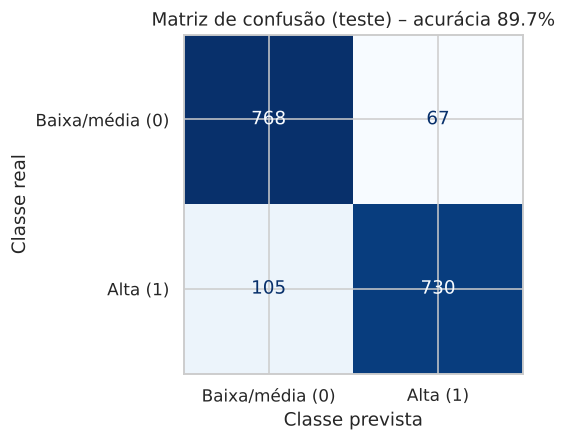 Matriz de confusão (teste) – acurácia 89.7%
Classe real
Baixa/média (0)
768
67
Alta (1)
105
730
Baixa/média (0)
Alta (1)
Classe prevista